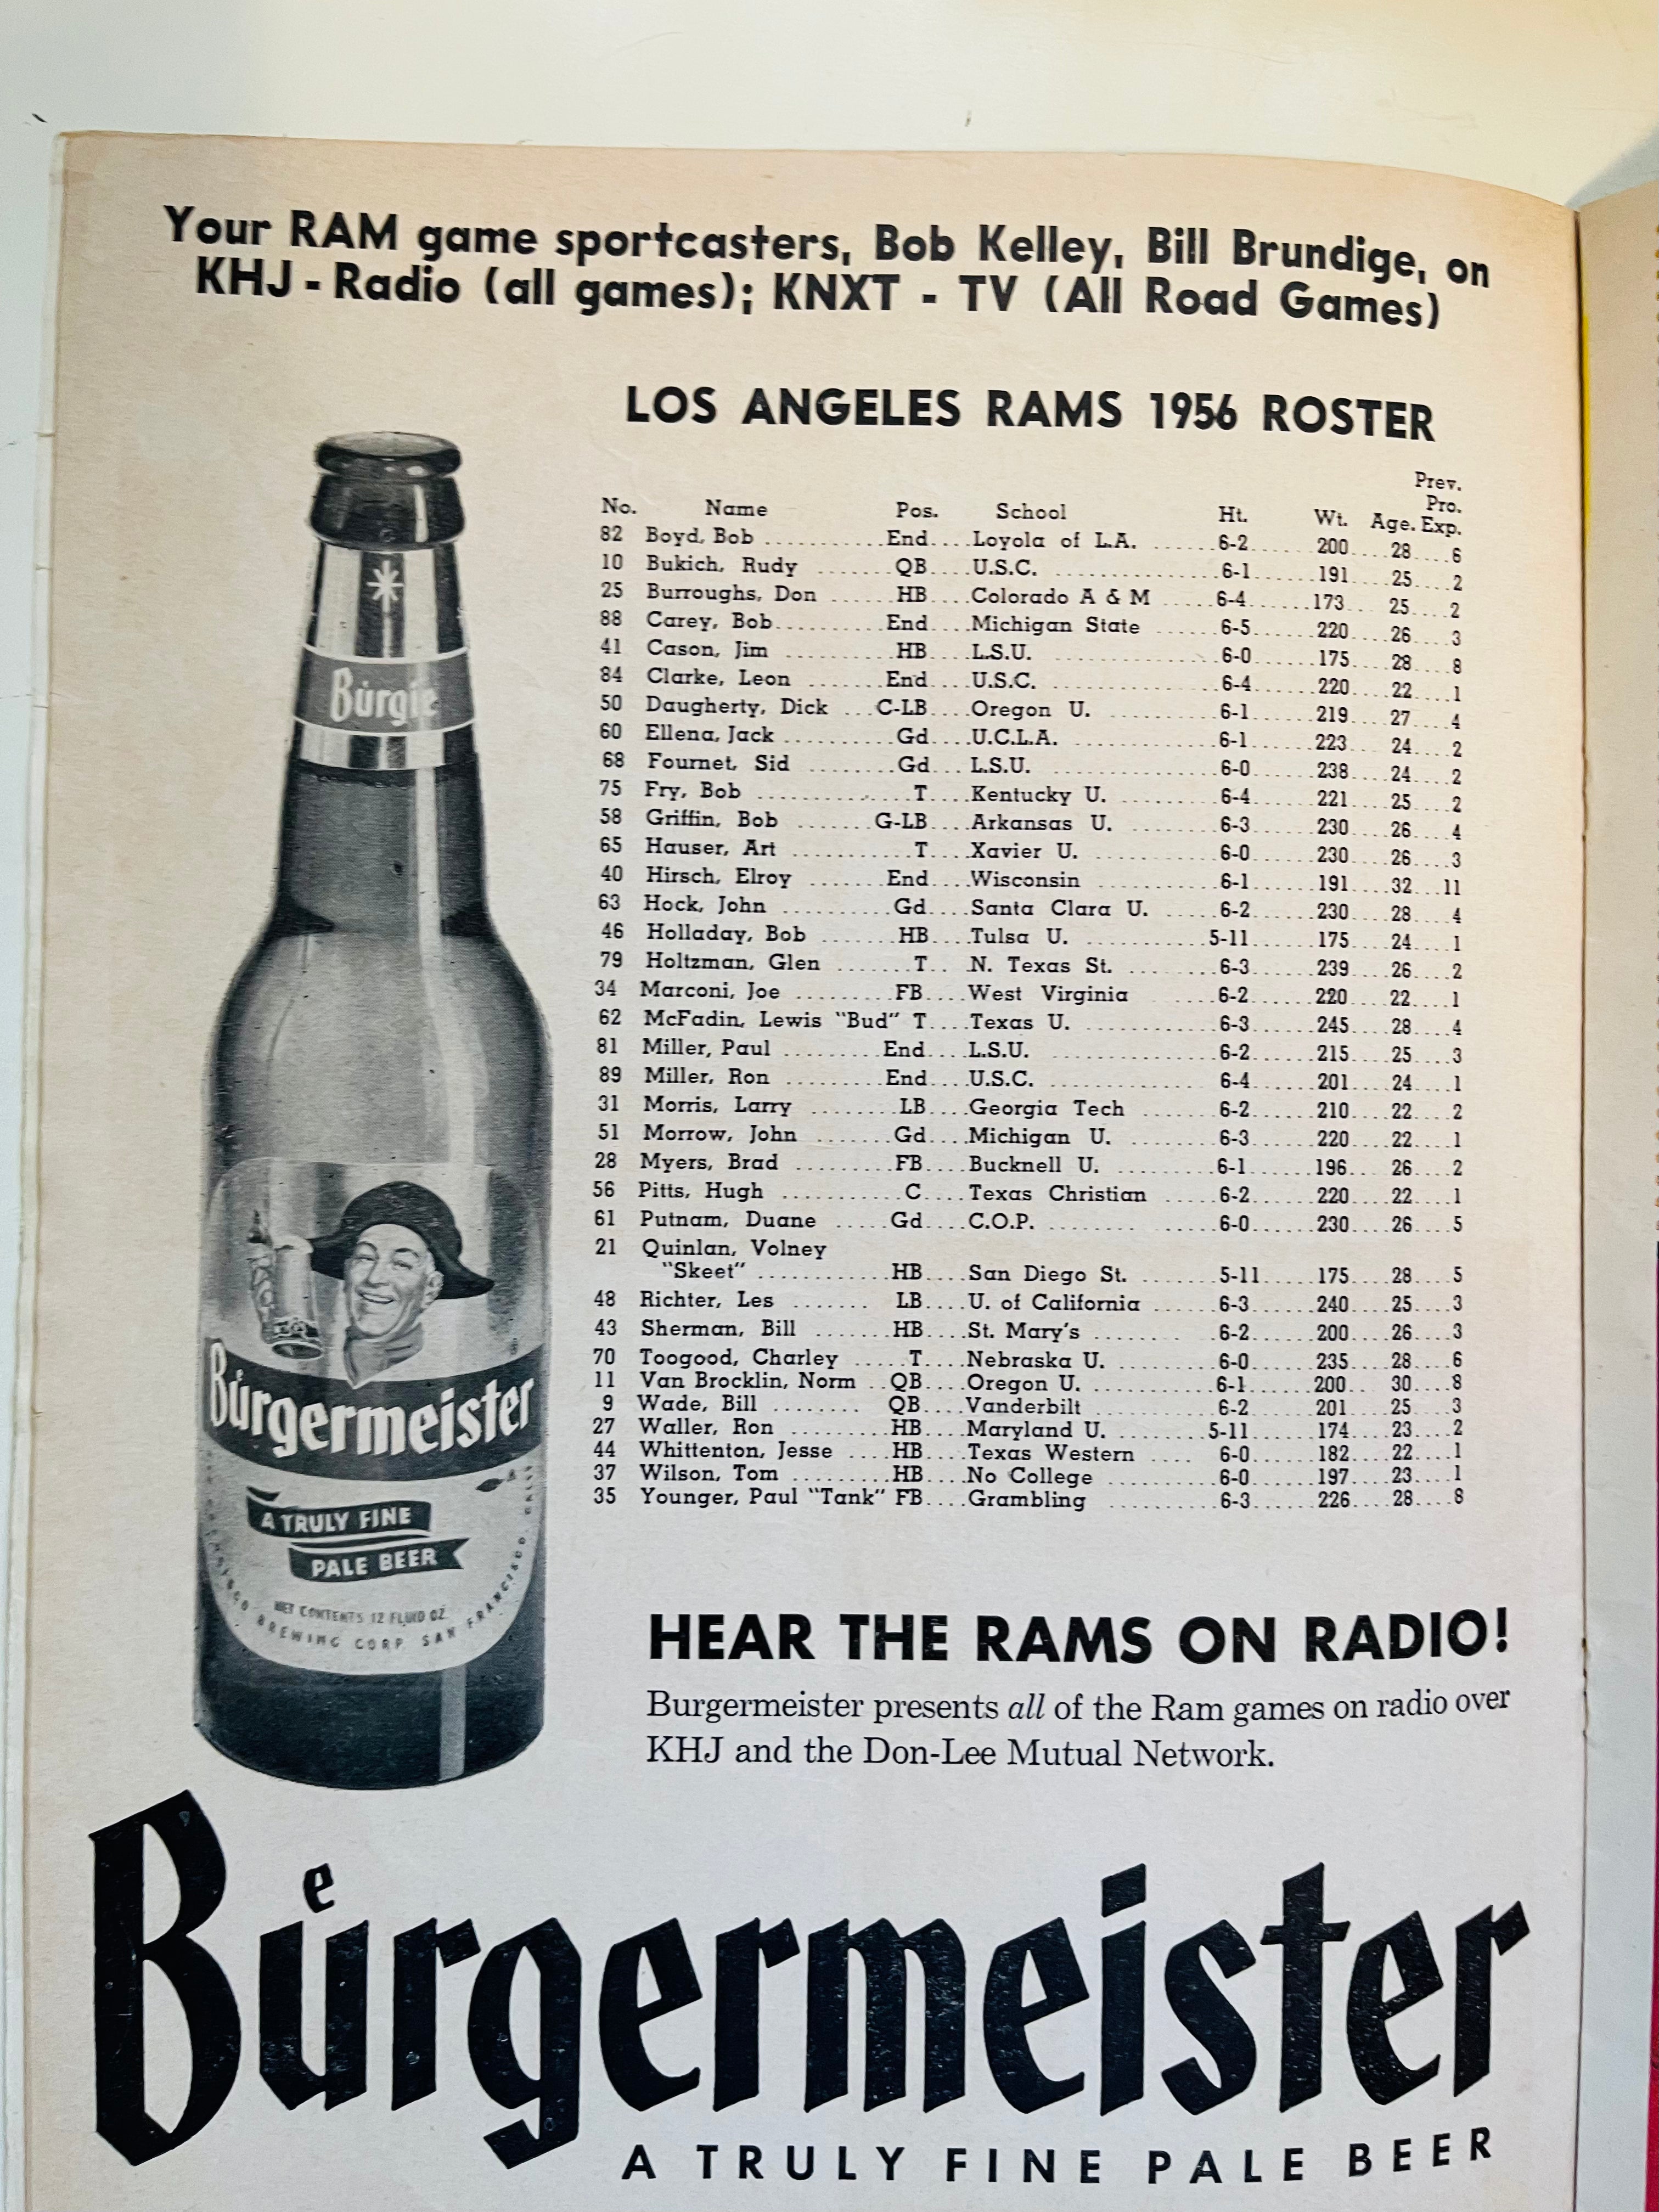 Your RAM game sportcasters, Bob Kelley, Bill Brundige, on
KHJ - Radio (all games); KNXT - TV (All Road Games)
LOS ANGELES RAMS 1956 ROSTER
Prev.
Pro.
No. Name Pos. School Ht. Wt. Age. Exp.
82 Boyd, Bob ........... End .... Loyola of L.A. ...... 6-2 ...... 200 .... 28 .... 6
10 Bukich, Rudy ....... QB .... U.S.C. ............. 6-1 ...... 191 .... 25 .... 2
25 Burroughs, Don ...... HB .... Colorado A & M ..... 6-4 ...... 173 .... 25 .... 2
88 Carey, Bob .......... End .... Michigan State ...... 6-5 ...... 220 .... 26 .... 3
41 Cason, Jim .......... HB .... L.S.U. ............. 6-0 ...... 175 .... 28 .... 8
84 Clarke, Leon ....... End .... U.S.C. ............. 6-4 ...... 220 .... 22 .... 1
50 Daugherty, Dick ... C-LB .... Oregon U. .......... 6-1 ...... 219 .... 27 .... 4
60 Ellena, Jack .......... Gd .... U.C.L.A. ............ 6-1 ...... 223 .... 24 .... 2
68 Fournet, Sid ........ Gd ... L.S.U. ............. 6-0 ...... 238 .... 24 .... 2
75 Fry, Bob ............... T .... Kentucky U. ........ 6-4 ...... 221 .... 25 .... 2
58 Griffin, Bob ....... G-LB .... Arkansas U. ........ 6-3 ...... 230 .... 26 .... 4
65 Hauser, Art ........... T .... Xavier U. .......... 6-0 ...... 230 .... 26 .... 3
40 Hirsch, Elroy ....... End .... Wisconsin .......... 6-1 ...... 191 .... 32 ... 11
63 Hock, John .......... Gd .... Santa Clara U. ..... 6-2 ...... 230 .... 28 .... 4
46 Holladay, Bob ....... HB .... Tulsa U. ........... 5-11 ...... 175 .... 24 .... 1
79 Holtzman, Glen ....... T .. N. Texas St. ........ 6-3 ...... 239 .... 26 .... 2
34 Marconi, Joe ......... FB .... West Virginia ..... 6-2 ...... 220 .... 22 .... 1
62 McFadin, Lewis "Bud" T .... Texas U. ........... 6-3 ...... 245 .... 28 .... 4
81 Miller, Paul ......... End .... L.S.U. ............. 6-2 ...... 215 .... 25 .... 3
89 Miller, Ron .......... End .... U.S.C. ............. 6-4 ...... 201 .... 24 .... 1
31 Morris, Larry ........ LB .... Georgia Tech ...... 6-2 ...... 210 .... 22 .... 2
51 Morrow, John ....... Gd .... Michigan U. ........ 6-3 ...... 220 .... 22 .... 1
28 Myers, Brad ......... FB .... Bucknell U. ........ 6-1 ...... 196 ... 26 .... 2
56 Pitts, Hugh ........... C .... Texas Christian ..... 6-2 ...... 220 .... 22 .... 1
61 Putnam, Duane ..... Gd .... C.O.P. ........ 6-0 ...... 230 .... 26 .... 5
21 Quinlan, Volney
"Skeet" ........... HB .... San Diego St. ....... 5-11 ...... 175 .... 28 .... 5
48 Richter, Les ....... LB .... U. of California ...... 6-3 ...... 240 .... 25 .... 3
43 Sherman, Bill ....... HB .... St. Mary's ........ 6-2 ...... 200 .... 26 .... 3
70 Toogood, Charley ..... T .... Nebraska U. ........ 6-0 ...... 235 .... 28 .... 6
11 Van Brocklin, Norm .. QB .... Oregon U. .......... 6-1 ...... 200 .. 30 .... 8
9 Wade, Bill ........ QB .... Vanderbilt .......... 6-2 ...... 201 .... 25 .... 3
27 Waller, Ron ......... HB .... Maryland U. ........ 5-11 ...... 174 .... 23 .... 2
44 Whittenton, Jesse .... HB .... Texas Western .... 6-0 ...... 182 .... 22 .... 1
37 Wilson, Tom ......... HB .... No College ........ 6-0 ...... 197 .... 23 .... 1
35 Younger, Paul "Tank" FB .... Grambling ......... 6-3 ...... 226 .... 28 .... 8
Bürgie
Bürgermeister
A TRULY FINE
PALE BEER
NET CONTENTS 12 FLUID OZ.
BREWING CORP. SAN FRANCISCO
HEAR THE RAMS ON RADIO!
Burgermeister presents all of the Ram games on radio over
KHJ and the Don-Lee Mutual Network.
Buͤrgermeister
A TRULY FINE PALE BEER